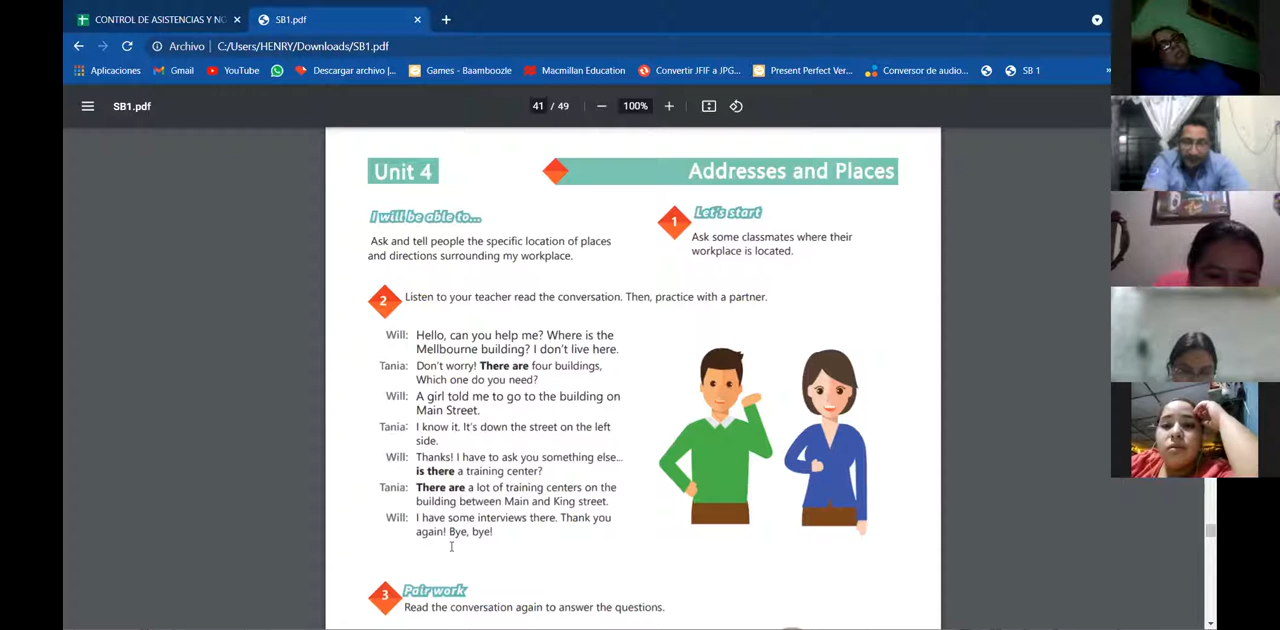 CONTROL DE ASISTENCIAS Y NO
SB1.pdf
Archivo
C:/Users/HENRY/Downloads/SB1.pdf
Aplicaciones
Gmail
YouTube
Descargar archivo |...
Games - Baamboozle
Macmillan Education
Convertir JFIF a JPG...
Present Perfect Ver...
Conversor de audio...
SB 1
»
SB1.pdf
41 / 49
100%
Unit 4
Addresses and Places
I will be able to...
Ask and tell people the specific location of places
and directions surrounding my workplace.
1
Let's start
Ask some classmates where their
workplace is located.
2
Listen to your teacher read the conversation. Then, practice with a partner.
Will: Hello, can you help me? Where is the
Mellbourne building? I don't live here.
Tania: Don't worry! There are four buildings,
Which one do you need?
Will: A girl told me to go to the building on
Main Street.
Tania: I know it. It's down the street on the left
side.
Will: Thanks! I have to ask you something else...
is there a training center?
Tania: There are a lot of training centers on the
building between Main and King street.
Will: I have some interviews there. Thank you
again! Bye, bye!
3
Pair work
Read the conversation again to answer the questions.